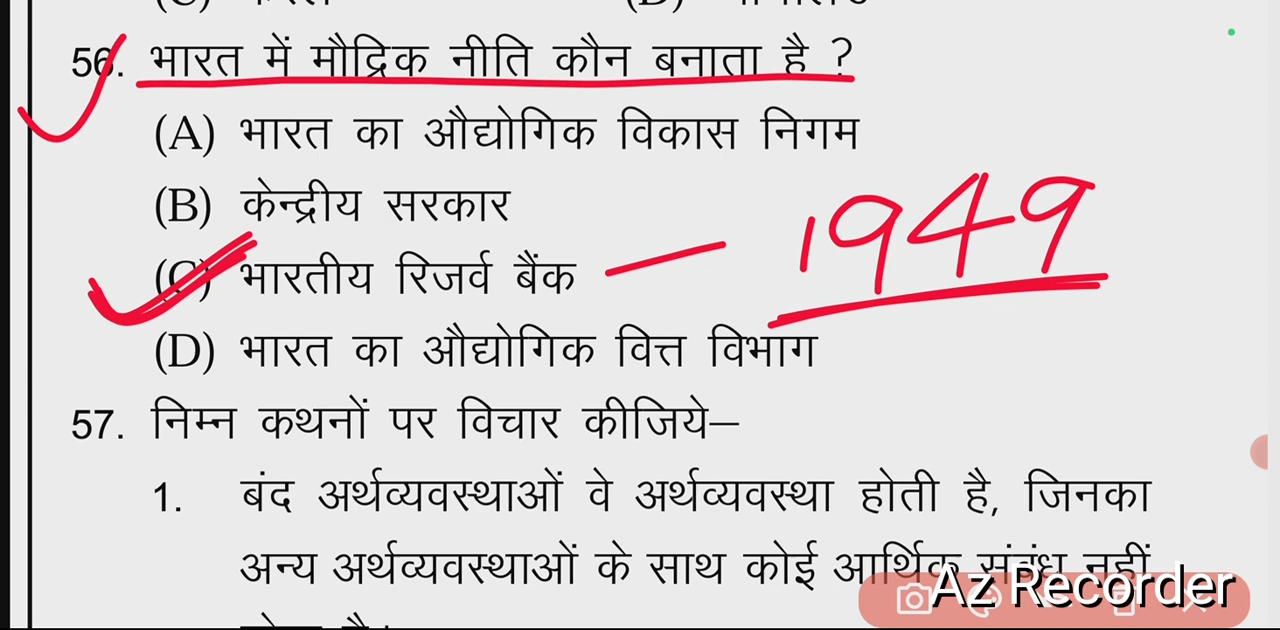 56. भारत में मौद्रिक नीति कौन बनाता है ?
(A) भारत का औद्योगिक विकास निगम
(B) केन्द्रीय सरकार
(C) भारतीय रिजर्व बैंक — 1949
(D) भारत का औद्योगिक वित्त विभाग
57. निम्न कथनों पर विचार कीजिये–
1. बंद अर्थव्यवस्थाओं वे अर्थव्यवस्था होती है, जिनका
अन्य अर्थव्यवस्थाओं के साथ कोई आर्थिक संबंध नहीं
Az Recorder